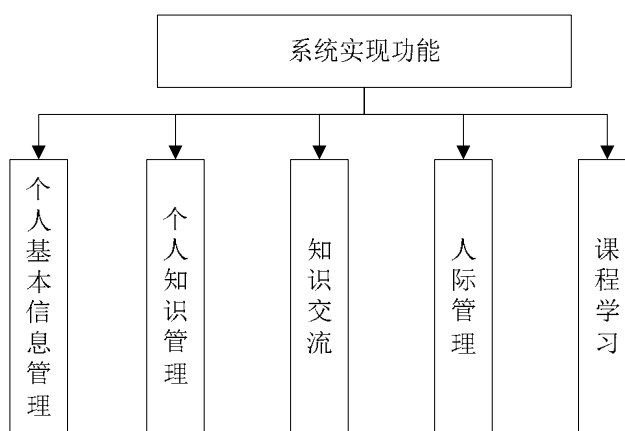 系统实现功能
个人基本信息管理
个人知识管理
知识交流
人际管理
课程学习